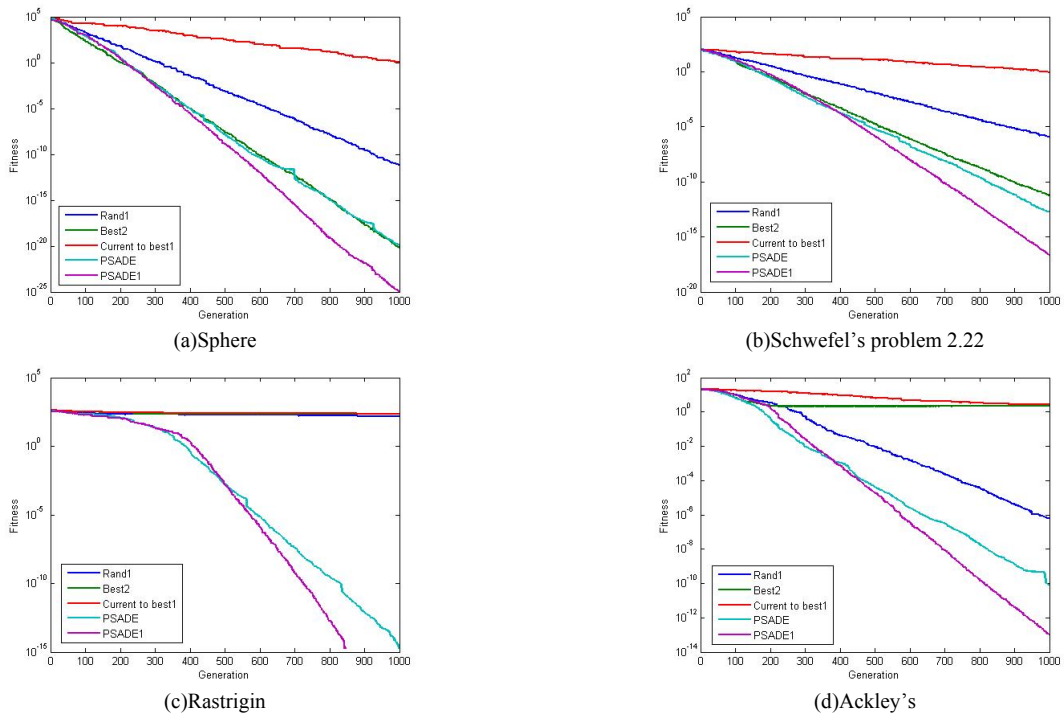 10^5
10^0
10^-5
10^-10
10^-15
10^-20
10^-25
Fitness
Rand1
Best2
Current to best1
PSADE
PSADE1
0 100 200 300 400 500 600 700 800 900 1000
Generation
(a)Sphere
10^5
10^0
10^-5
10^-10
10^-15
10^-20
Fitness
Rand1
Best2
Current to best1
PSADE
PSADE1
0 100 200 300 400 500 600 700 800 900 1000
Generation
(b)Schwefel’s problem 2.22
10^5
10^0
10^-5
10^-10
10^-15
Fitness
Rand1
Best2
Current to best1
PSADE
PSADE1
0 100 200 300 400 500 600 700 800 900 1000
Generation
(c)Rastrigin
10^2
10^0
10^-2
10^-4
10^-6
10^-8
10^-10
10^-12
10^-14
Fitness
Rand1
Best2
Current to best1
PSADE
PSADE1
0 100 200 300 400 500 600 700 800 900 1000
Generation
(d)Ackley’s